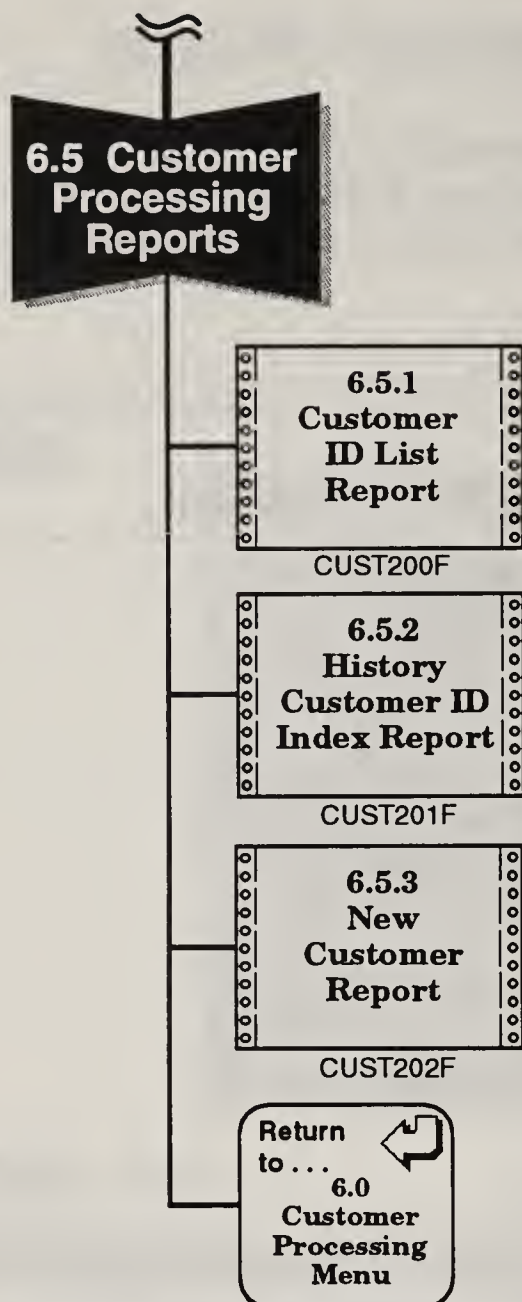 6.5 Customer
Processing
Reports
6.5.1
Customer
ID List
Report
CUST200F
6.5.2
History
Customer ID
Index Report
CUST201F
6.5.3
New
Customer
Report
CUST202F
Return
to . . .
6.0
Customer
Processing
Menu